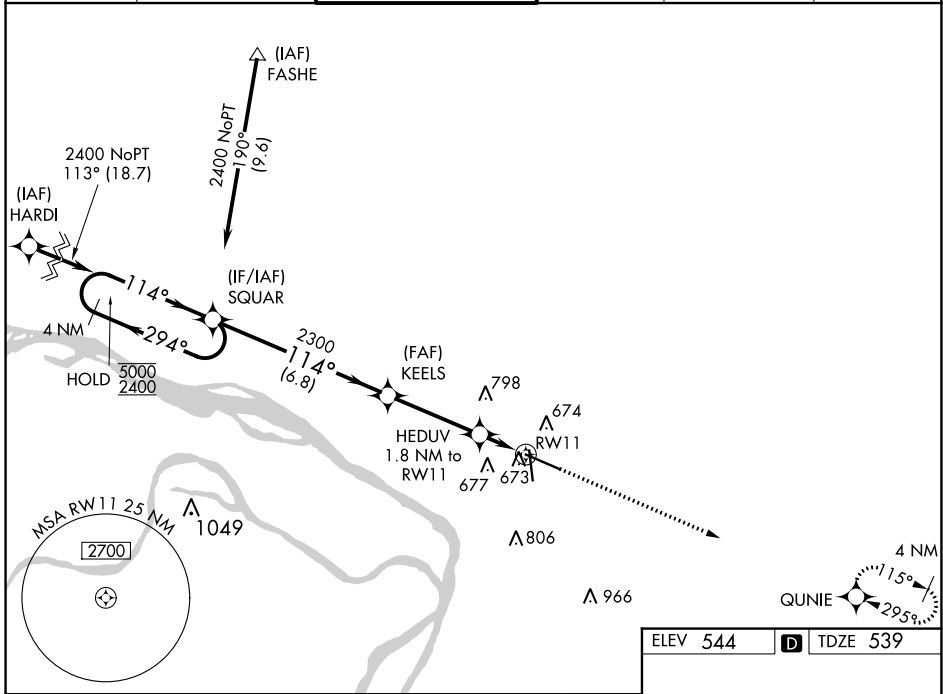 (IAF)
FASHE
2400 NoPT
190°
(9.6)
2400 NoPT
113° (18.7)
(IAF)
HARDI
(IF/IAF)
SQUAR
114°
4 NM
294°
HOLD
5000
2400
2300
114°
(6.8)
(FAF)
KEELS
798
674
HEDUV
1.8 NM to
RW11
RW11
677
673
MSA RW11 25 NM
2700
1049
806
966
4 NM
115°
QUNIE
295°
ELEV 544
D
TDZE 539